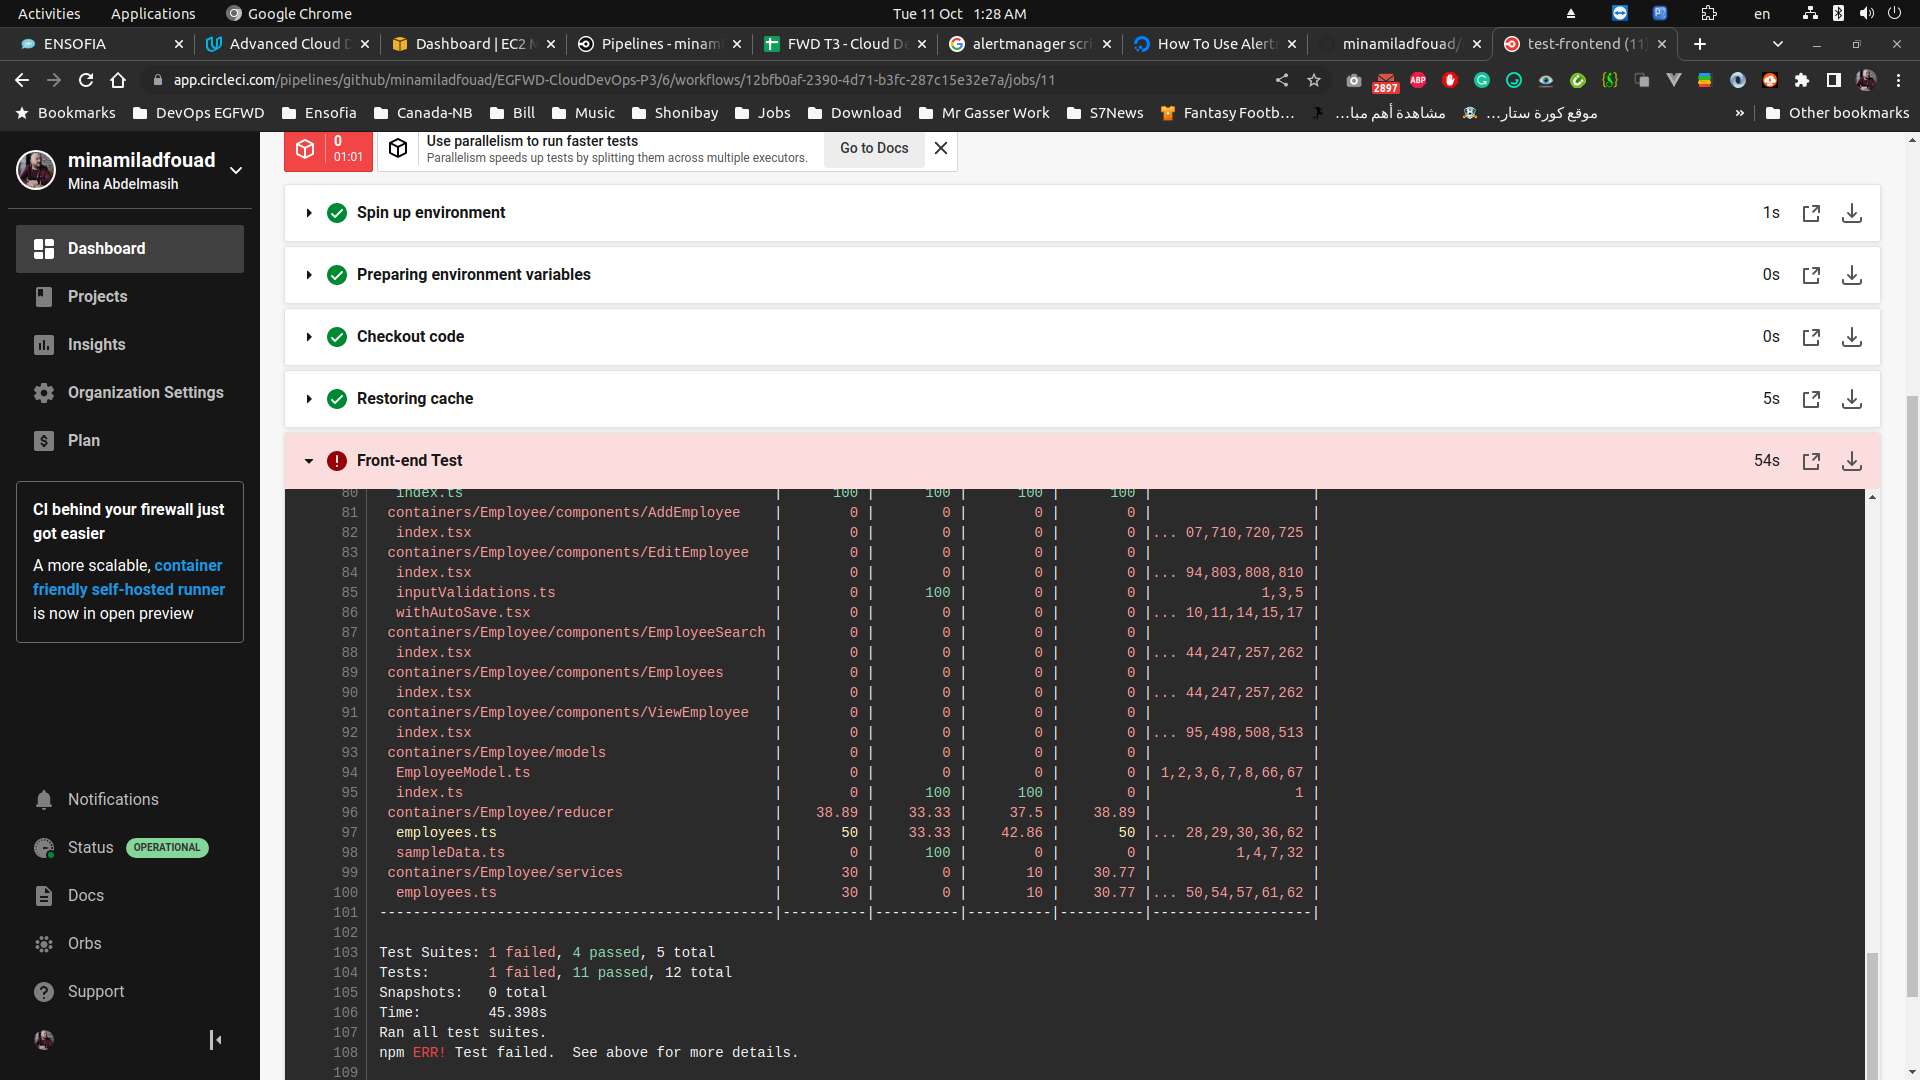 Activities Applications Google Chrome Tue 11 Oct 1:28 AM en
ENSOFIA Advanced Cloud D Dashboard | EC2 M Pipelines - minam FWD T3 - Cloud De alertmanager scri How To Use Alert minamiladfouad/ test-frontend (11)
app.circleci.com/pipelines/github/minamiladfouad/EGFWD-CloudDevOps-P3/6/workflows/12bfb0af-2390-4d71-b3fc-287c15e32e7a/jobs/11 2897 ABP
Bookmarks DevOps EGFWD Ensofia Canada-NB Bill Music Shonibay Jobs Download Mr Gasser Work S7News Fantasy Footb... مشاهدة أهم مبا... موقع كورة ستار... » Other bookmarks
minamiladfouad
Mina Abdelmasih
Dashboard
Projects
Insights
Organization Settings
Plan
CI behind your firewall just
got easier
A more scalable, container
friendly self-hosted runner
is now in open preview
Notifications
Status OPERATIONAL
Docs
Orbs
Support
0
01:01
Use parallelism to run faster tests
Parallelism speeds up tests by splitting them across multiple executors.
Go to Docs
Spin up environment 1s
Preparing environment variables 0s
Checkout code 0s
Restoring cache 5s
Front-end Test 54s
80 index.ts | 100 | 100 | 100 | 100 | |
81 containers/Employee/components/AddEmployee | 0 | 0 | 0 | 0 | |
82 index.tsx | 0 | 0 | 0 | 0 |... 07,710,720,725 |
83 containers/Employee/components/EditEmployee | 0 | 0 | 0 | 0 | |
84 index.tsx | 0 | 0 | 0 | 0 |... 94,803,808,810 |
85 inputValidations.ts | 0 | 100 | 0 | 0 | 1,3,5 |
86 withAutoSave.tsx | 0 | 0 | 0 | 0 |... 10,11,14,15,17 |
87 containers/Employee/components/EmployeeSearch | 0 | 0 | 0 | 0 | |
88 index.tsx | 0 | 0 | 0 | 0 |... 44,247,257,262 |
89 containers/Employee/components/Employees | 0 | 0 | 0 | 0 | |
90 index.tsx | 0 | 0 | 0 | 0 |... 44,247,257,262 |
91 containers/Employee/components/ViewEmployee | 0 | 0 | 0 | 0 | |
92 index.tsx | 0 | 0 | 0 | 0 |... 95,498,508,513 |
93 containers/Employee/models | 0 | 0 | 0 | 0 | |
94 EmployeeModel.ts | 0 | 0 | 0 | 0 | 1,2,3,6,7,8,66,67 |
95 index.ts | 0 | 100 | 100 | 0 | 1 |
96 containers/Employee/reducer | 38.89 | 33.33 | 37.5 | 38.89 | |
97 employees.ts | 50 | 33.33 | 42.86 | 50 |... 28,29,30,36,62 |
98 sampleData.ts | 0 | 100 | 0 | 0 | 1,4,7,32 |
99 containers/Employee/services | 30 | 0 | 10 | 30.77 | |
100 employees.ts | 30 | 0 | 10 | 30.77 |... 50,54,57,61,62 |
101 -----------------------------------------------|----------|----------|----------|----------|-------------------|
102
103 Test Suites: 1 failed, 4 passed, 5 total
104 Tests: 1 failed, 11 passed, 12 total
105 Snapshots: 0 total
106 Time: 45.398s
107 Ran all test suites.
108 npm ERR! Test failed. See above for more details.
109